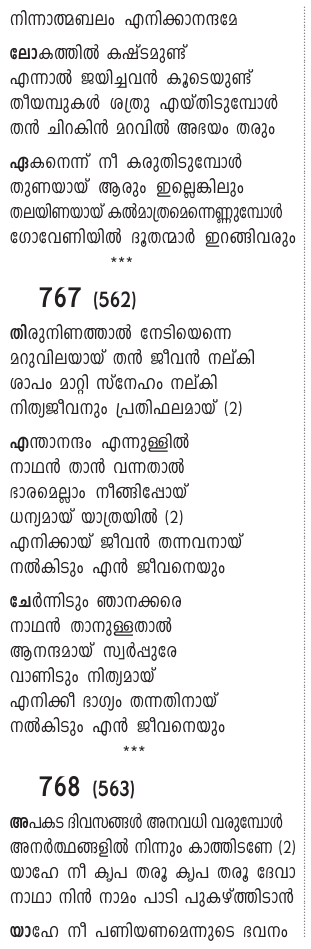 നിന്നാത്മബലം എനിക്കാനന്ദമേ
ലോകത്തിൽ കഷ്ടമുണ്ട്
എന്നാൽ ജയിച്ചവൻ കൂടെയുണ്ട്
തീയമ്പുകൾ ശത്രു എയ്തിടുമ്പോൾ
തൻ ചിറകിൻ മറവിൽ അഭയം തരും
ഏകനെന്ന് നീ കരുതിടുമ്പോൾ
തുണയായ് ആരും ഇല്ലെങ്കിലും
തലയിണയായ് കൽമാത്രമെന്നെണ്ണുമ്പോൾ
ഗോവേണിയിൽ ദൂതന്മാർ ഇറങ്ങിവരും
***
767 (562)
തിരുനിണത്താൽ നേടിയെന്നെ
മറുവിലയായ് തൻ ജീവൻ നല്കി
ശാപം മാറ്റി സ്നേഹം നല്കി
നിത്യജീവനും പ്രതിഫലമായ് (2)
എന്താനന്ദം എന്നുള്ളിൽ
നാഥൻ താൻ വന്നതാൽ
ഭാരമെല്ലാം നീങ്ങിപ്പോയ്
ധന്യമായ് യാത്രയിൽ (2)
എനിക്കായ് ജീവൻ തന്നവനായ്
നൽകിടും എൻ ജീവനെയും
ചേർന്നിടും ഞാനക്കരെ
നാഥൻ താനുള്ളതാൽ
ആനന്ദമായ് സ്വർപ്പുരേ
വാണിടും നിത്യമായ്
എനിക്കീ ഭാഗ്യം തന്നതിനായ്
നൽകിടും എൻ ജീവനെയും
***
768 (563)
അപകട ദിവസങ്ങൾ അനവധി വരുമ്പോൾ
അനർത്ഥങ്ങളിൽ നിന്നും കാത്തിടണേ (2)
യാഹേ നീ കൃപ തരൂ കൃപ തരൂ ദേവാ
നാഥാ നിൻ നാമം പാടി പുകഴ്ത്തിടാൻ
യാഹേ നീ പണിയണമെന്നുടെ ഭവനം